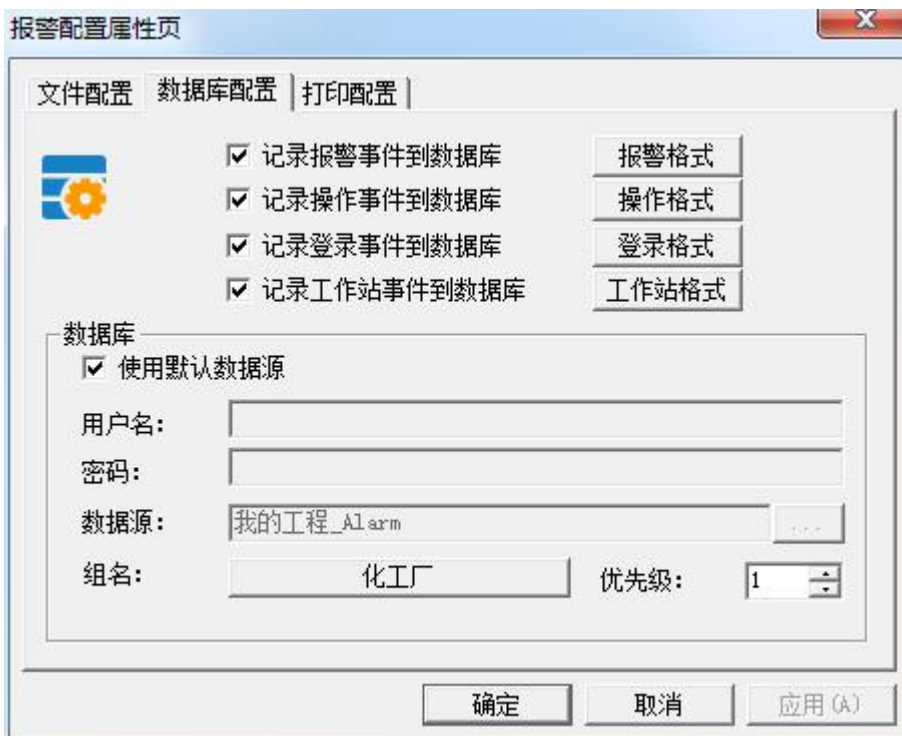 报警配置属性页
文件配置 数据库配置 打印配置
记录报警事件到数据库 报警格式
记录操作事件到数据库 操作格式
记录登录事件到数据库 登录格式
记录工作站事件到数据库 工作站格式
数据库
使用默认数据源
用户名:
密码:
数据源: 我的工程_Alarm ...
组名: 化工厂 优先级: 1
确定 取消 应用(A)